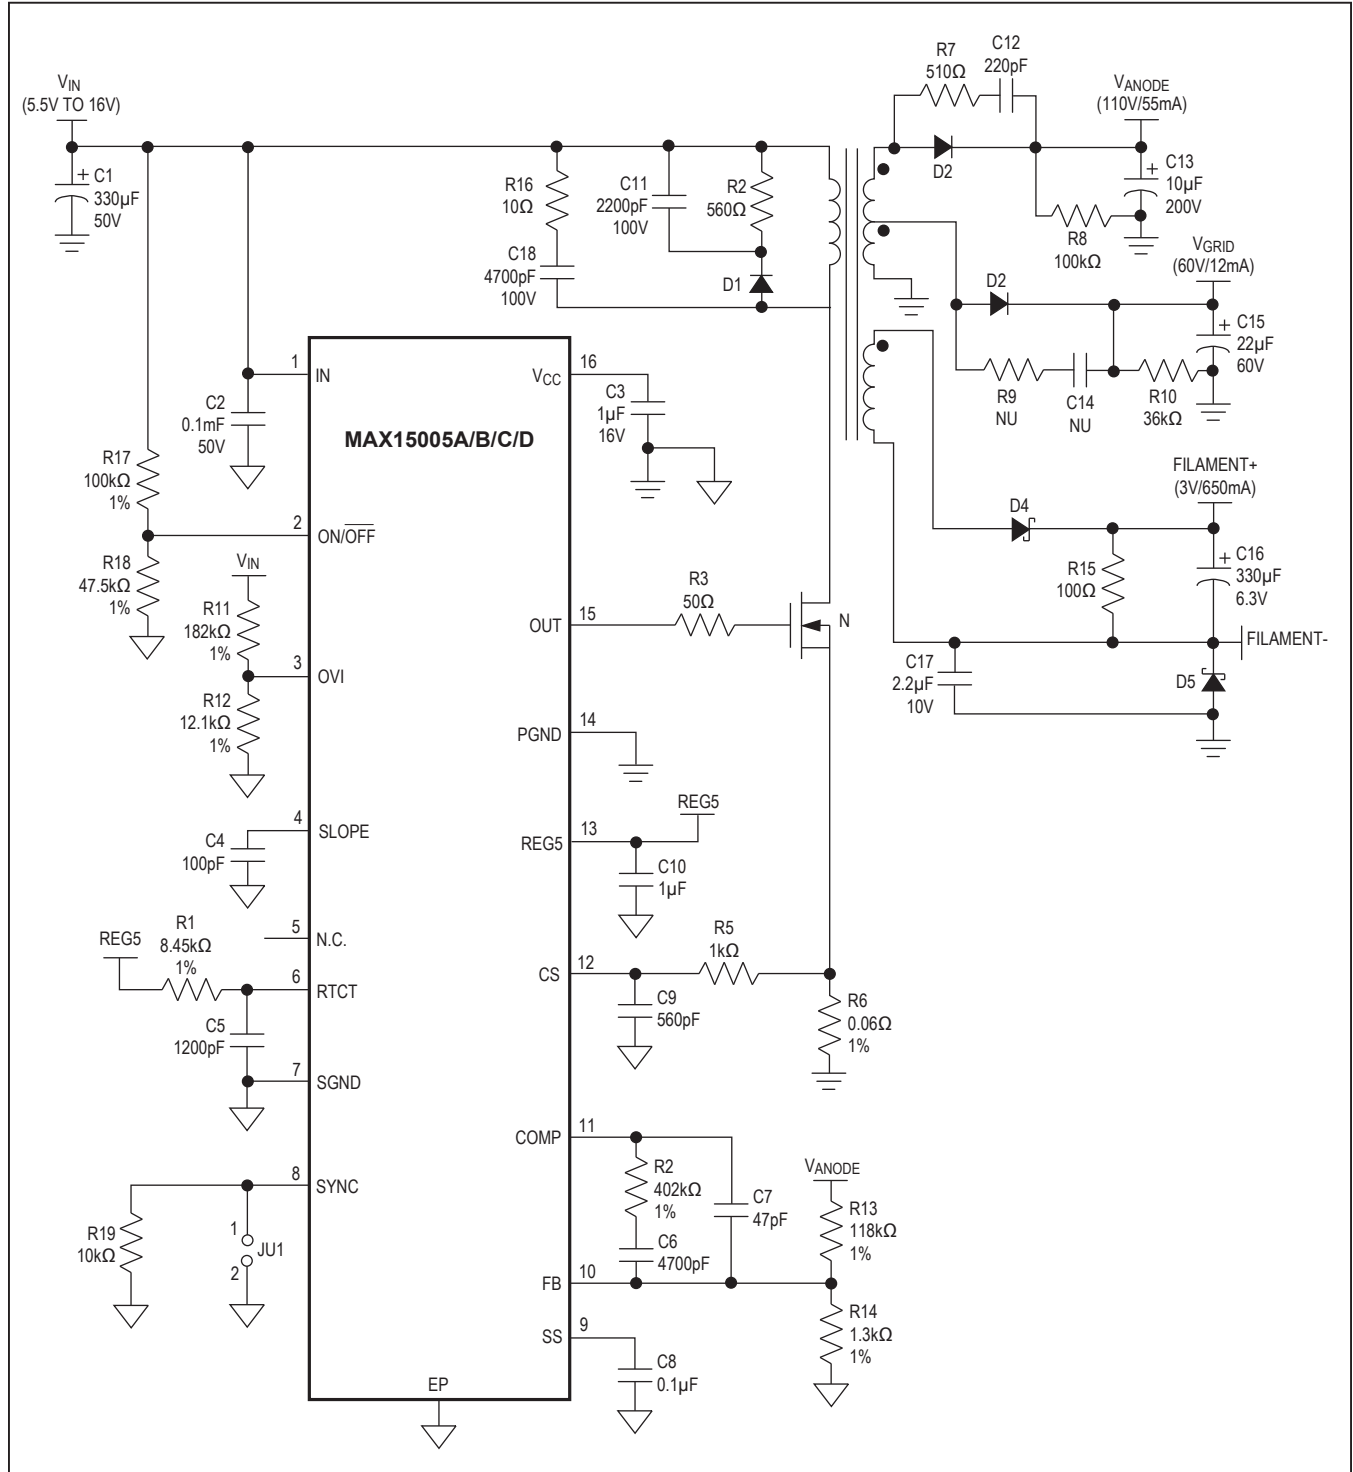 VIN
(5.5V TO 16V)
+ C1
330µF
50V
R16
10Ω
C18
4700pF
100V
C11
2200pF
100V
R2
560Ω
D1
R7
510Ω
C12
220pF
D2
VANODE
(110V/55mA)
+ C13
10µF
200V
R8
100kΩ
VGRID
(60V/12mA)
D2
+ C15
22µF
60V
R9
NU
C14
NU
R10
36kΩ
FILAMENT+
(3V/650mA)
D4
R15
100Ω
+ C16
330µF
6.3V
FILAMENT-
C17
2.2µF
10V
D5
MAX15005A/B/C/D
1
IN
C2
0.1mF
50V
R17
100kΩ
1%
2
ON/OFF
R18
47.5kΩ
1%
VIN
R11
182kΩ
1%
3
OVI
R12
12.1kΩ
1%
4
SLOPE
C4
100pF
5
N.C.
REG5
R1
8.45kΩ
1%
6
RTCT
C5
1200pF
7
SGND
8
SYNC
R19
10kΩ
1
2
JU1
EP
16
VCC
C3
1µF
16V
15
OUT
R3
50Ω
N
14
PGND
13
REG5
REG5
C10
1µF
12
CS
R5
1kΩ
C9
560pF
R6
0.06Ω
1%
11
COMP
R2
402kΩ
1%
C6
4700pF
C7
47pF
VANODE
R13
118kΩ
1%
10
FB
R14
1.3kΩ
1%
9
SS
C8
0.1µF